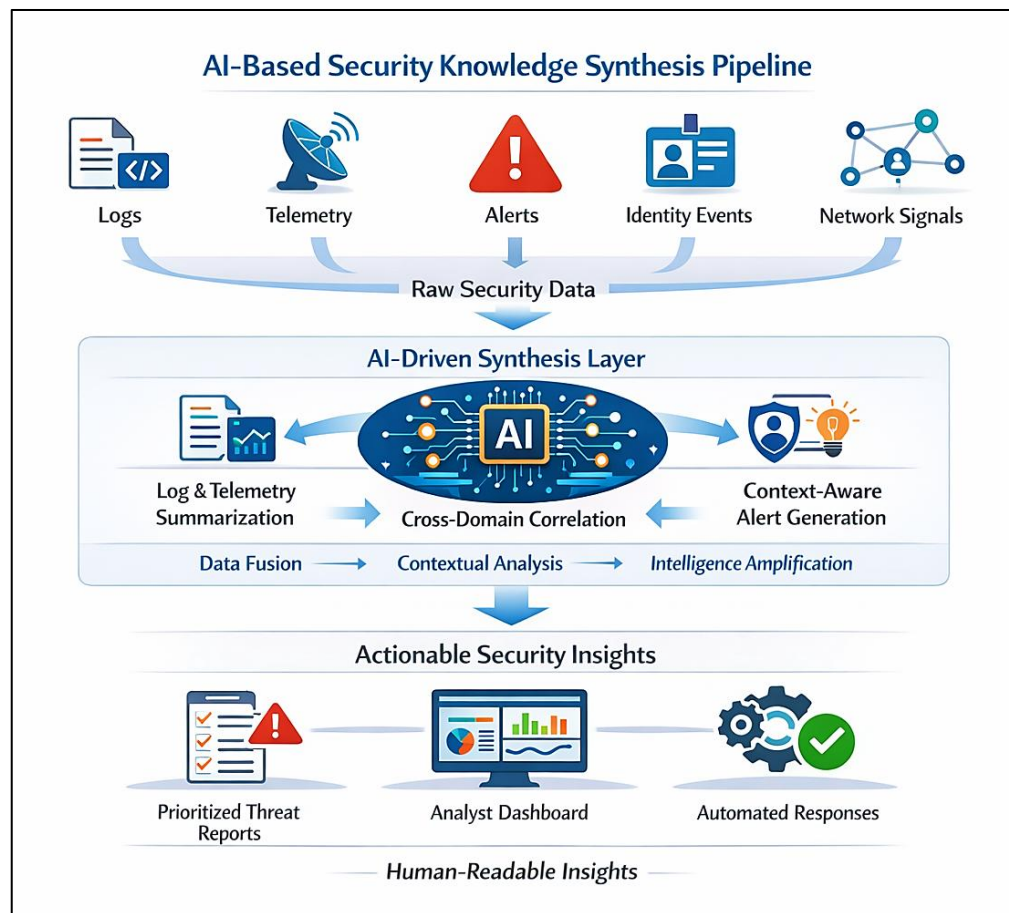 AI-Based Security Knowledge Synthesis Pipeline
</>
Logs
Telemetry
Alerts
Identity Events
Network Signals
Raw Security Data
AI-Driven Synthesis Layer
AI
Log & Telemetry
Summarization
Cross-Domain Correlation
Context-Aware
Alert Generation
Data Fusion
Contextual Analysis
Intelligence Amplification
Actionable Security Insights
Prioritized Threat
Reports
Analyst Dashboard
Automated Responses
Human-Readable Insights